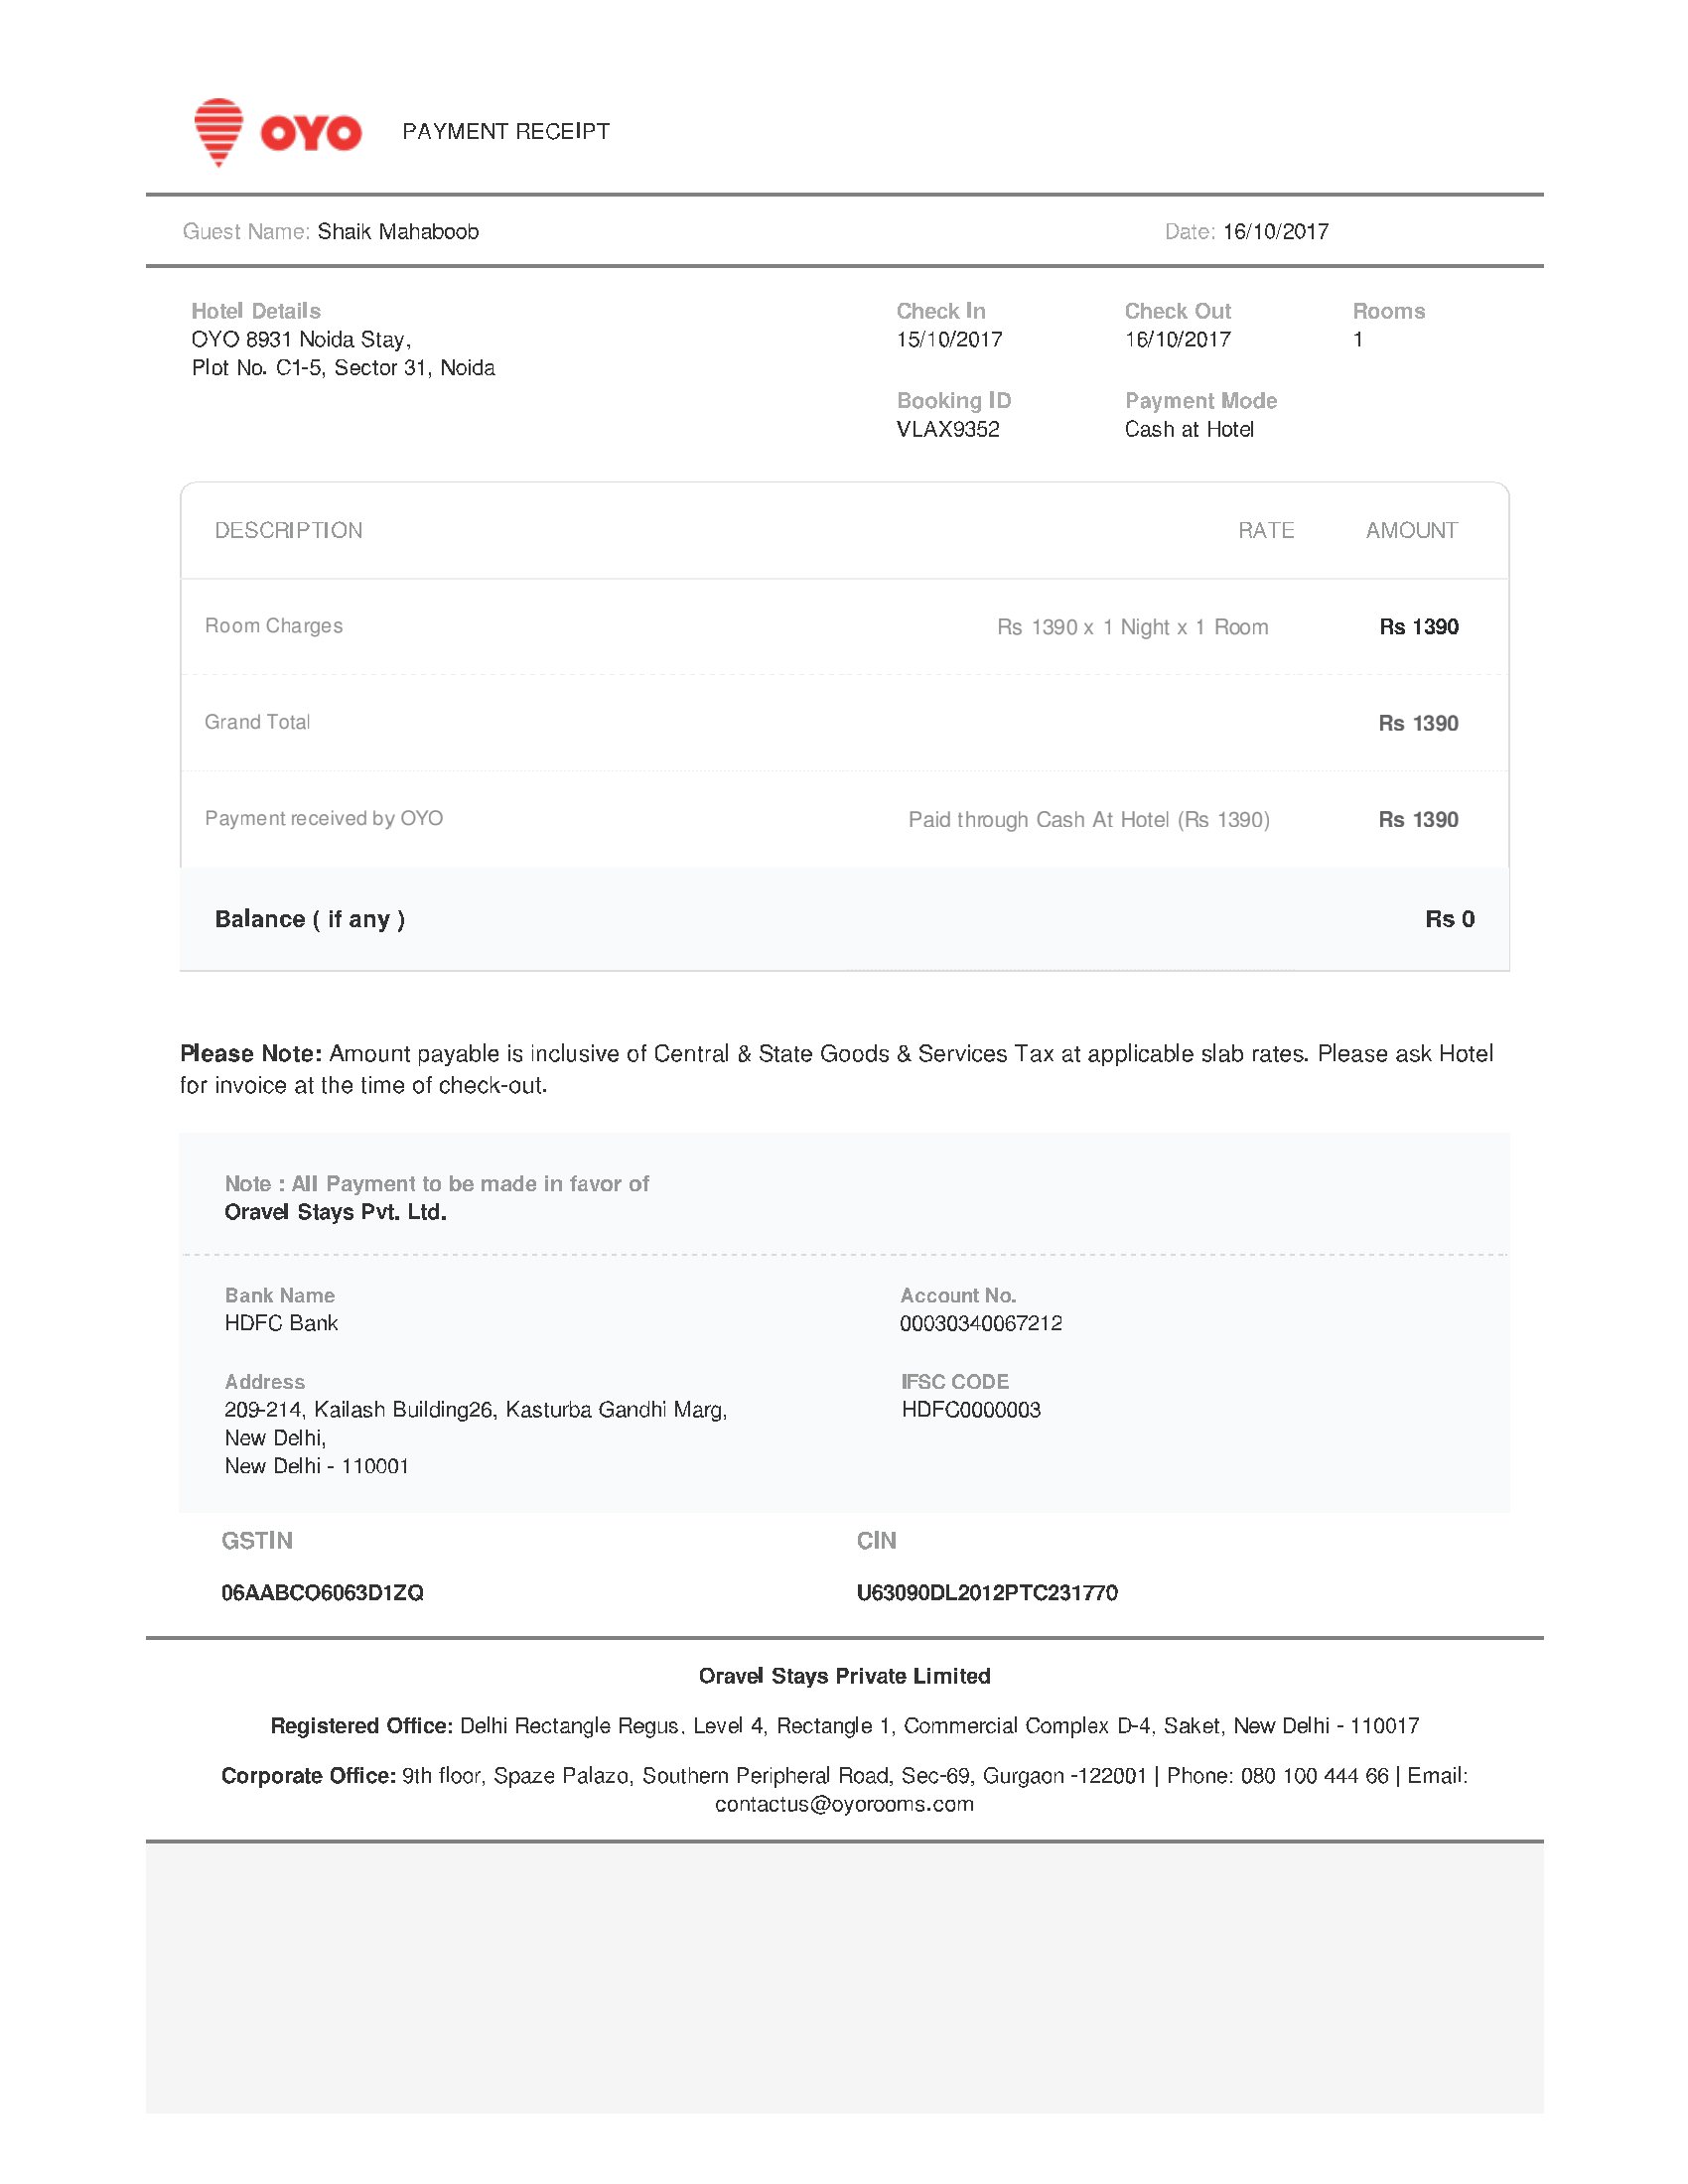 OYO PAYMENT RECEIPT
Guest Name: Shaik Mahaboob Date: 16/10/2017
Hotel Details
OYO 8931 Noida Stay,
Plot No. C1-5, Sector 31, Noida
Check In Check Out Rooms
15/10/2017 16/10/2017 1
Booking ID Payment Mode
VLAX9352 Cash at Hotel
DESCRIPTION RATE AMOUNT
Room Charges Rs 1390 x 1 Night x 1 Room Rs 1390
Grand Total Rs 1390
Payment received by OYO Paid through Cash At Hotel (Rs 1390) Rs 1390
Balance ( if any ) Rs 0
Please Note: Amount payable is inclusive of Central & State Goods & Services Tax at applicable slab rates. Please ask Hotel
for invoice at the time of check-out.
Note : All Payment to be made in favor of
Oravel Stays Pvt. Ltd.
Bank Name Account No.
HDFC Bank 00030340067212
Address IFSC CODE
209-214, Kailash Building26, Kasturba Gandhi Marg, HDFC0000003
New Delhi,
New Delhi - 110001
GSTIN CIN
06AABCO6063D1ZQ U63090DL2012PTC231770
Oravel Stays Private Limited
Registered Office: Delhi Rectangle Regus. Level 4, Rectangle 1, Commercial Complex D-4, Saket, New Delhi - 110017
Corporate Office: 9th floor, Spaze Palazo, Southern Peripheral Road, Sec-69, Gurgaon -122001 | Phone: 080 100 444 66 | Email:
contactus@oyorooms.com